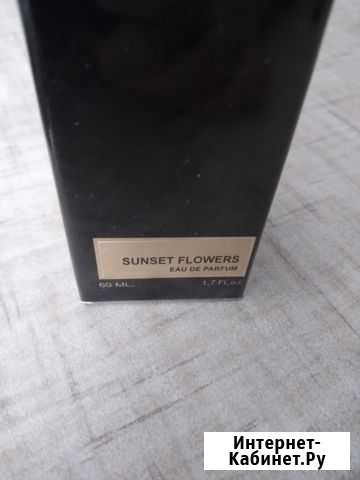 SUNSET FLOWERS
EAU DE PARFUM
50 ML. 1,7 FL.oz
Интернет-
Кабинет.Ру